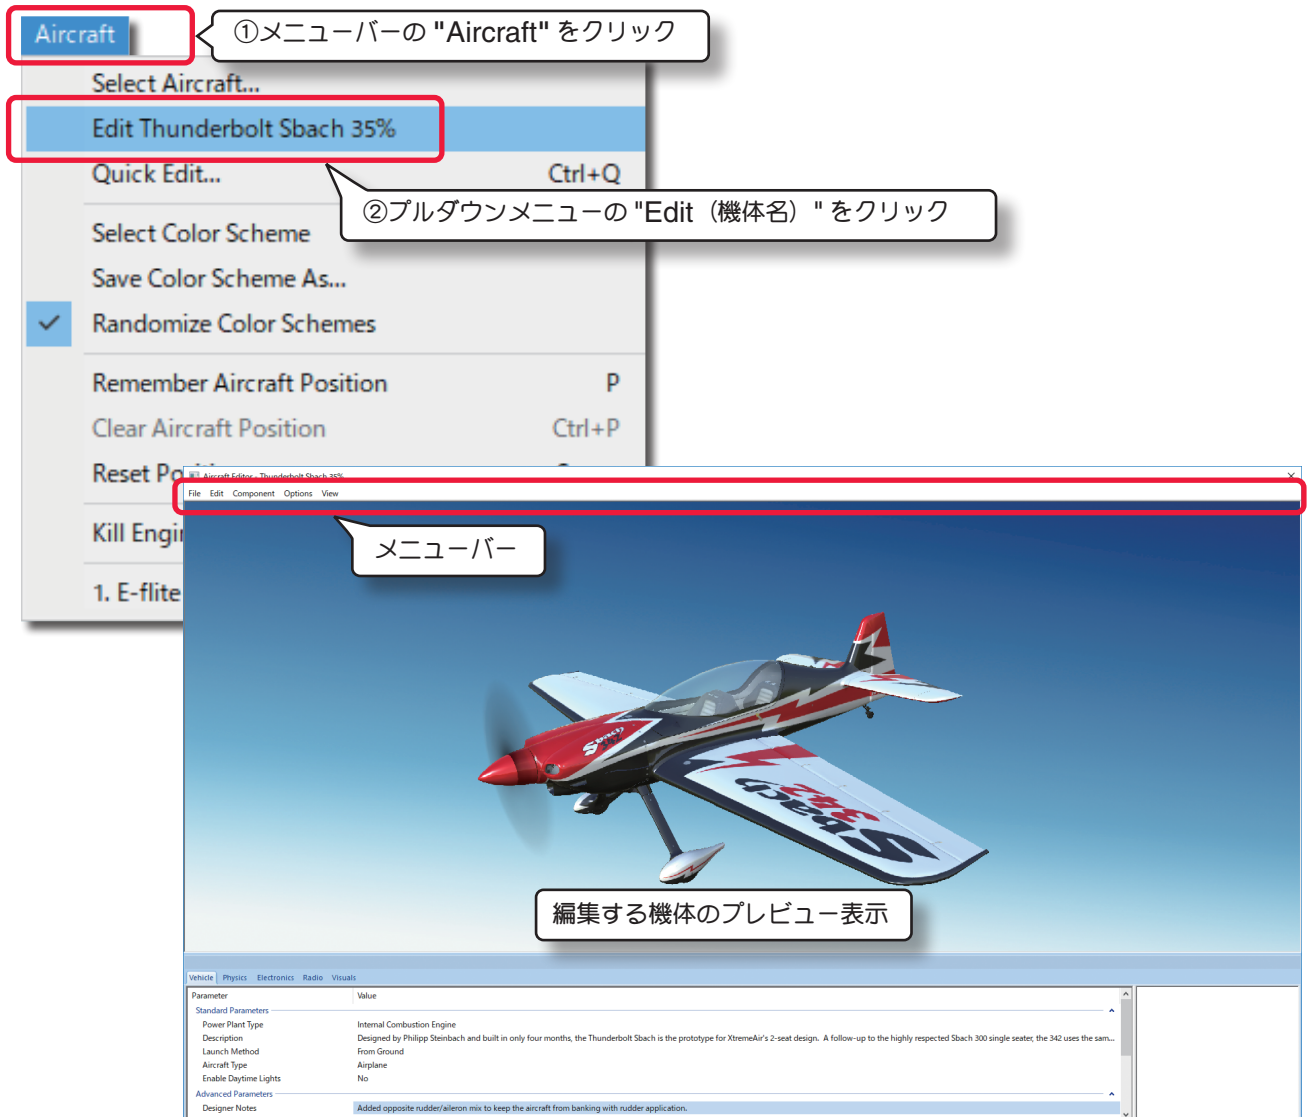 Aircraft
①メニューバーの "Aircraft" をクリック
Select Aircraft...
Edit Thunderbolt Sbach 35%
Quick Edit... Ctrl+Q
②プルダウンメニューの "Edit（機体名）" をクリック
Select Color Scheme
Save Color Scheme As...
Randomize Color Schemes
Remember Aircraft Position P
Clear Aircraft Position Ctrl+P
Reset
Aircraft Editor - Thunderbolt Sbach 35%
File Edit Component Options View
Kill
メニューバー
1. E-flite
Sbach
342
Sbach
342
編集する機体のプレビュー表示
Vehicle Physics Electronics Radio Visuals
Parameter Value
Standard Parameters
Power Plant Type Internal Combustion Engine
Description Designed by Philipp Steinbach and built in only four months, the Thunderbolt Sbach is the prototype for XtremeAir's 2-seat design. A follow-up to the highly respected Sbach 300 single seater, the 342 uses the sam...
Launch Method From Ground
Aircraft Type Airplane
Enable Daytime Lights No
Advanced Parameters
Designer Notes Added opposite rudder/aileron mix to keep the aircraft from banking with rudder application.